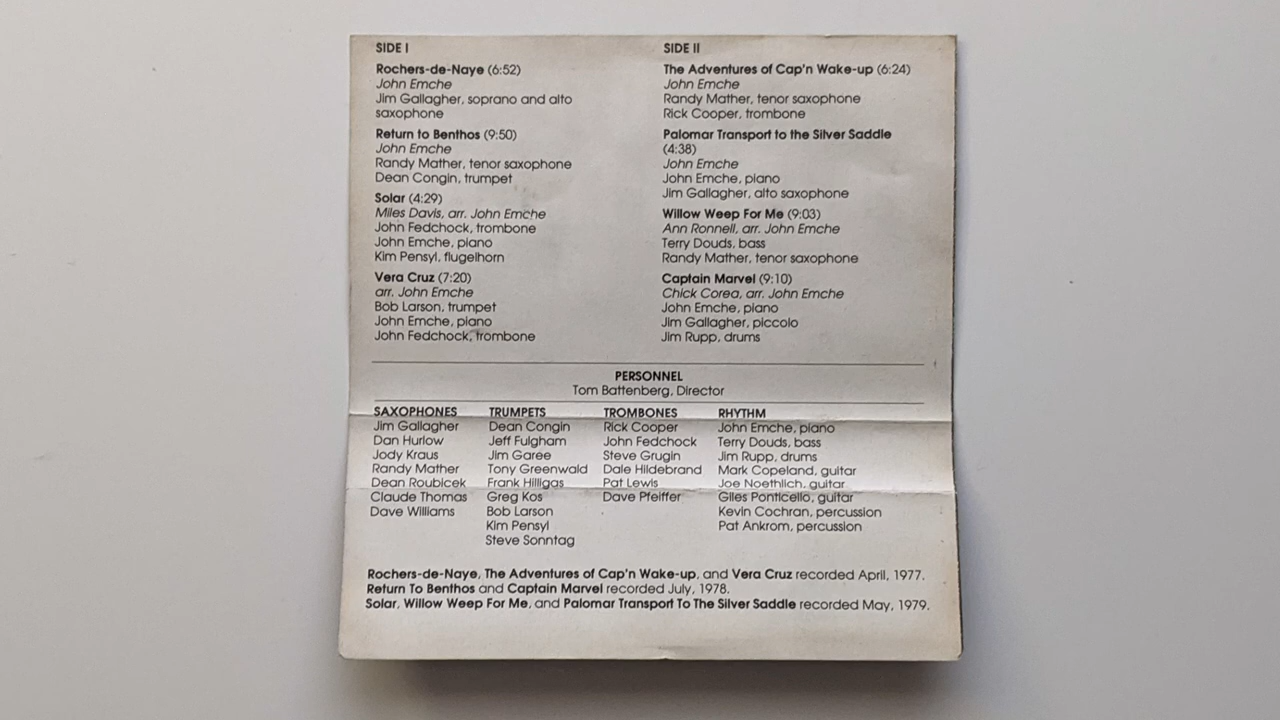 SIDE I
Rochers-de-Naye (6:52)
John Emche
Jim Gallagher, soprano and alto
saxophone
Return to Benthos (9:50)
John Emche
Randy Mather, tenor saxophone
Dean Congin, trumpet
Solar (4:29)
Miles Davis, arr. John Emche
John Fedchock, trombone
John Emche, piano
Kim Pensyl, flugelhorn
Vera Cruz (7:20)
arr. John Emche
Bob Larson, trumpet
John Emche, piano
John Fedchock, trombone
SIDE II
The Adventures of Cap'n Wake-up (6:24)
John Emche
Randy Mather, tenor saxophone
Rick Cooper, trombone
Palomar Transport to the Silver Saddle
(4:38)
John Emche
John Emche, piano
Jim Gallagher, alto saxophone
Willow Weep For Me (9:03)
Ann Ronnell, arr. John Emche
Terry Douds, bass
Randy Mather, tenor saxophone
Captain Marvel (9:10)
Chick Corea, arr. John Emche
John Emche, piano
Jim Gallagher, piccolo
Jim Rupp, drums
PERSONNEL
Tom Battenberg, Director
SAXOPHONES
Jim Gallagher
Dan Hurlow
Jody Kraus
Randy Mather
Dean Roubicek
Claude Thomas
Dave Williams
TRUMPETS
Dean Congin
Jeff Fulgham
Jim Garee
Tony Greenwald
Frank Hilligas
Greg Kos
Bob Larson
Kim Pensyl
Steve Sonntag
TROMBONES
Rick Cooper
John Fedchock
Steve Grugin
Dale Hildebrand
Pat Lewis
Dave Pfeiffer
RHYTHM
John Emche, piano
Terry Douds, bass
Jim Rupp, drums
Mark Copeland, guitar
Joe Noethlich, guitar
Giles Ponticello, guitar
Kevin Cochran, percussion
Pat Ankrom, percussion
Rochers-de-Naye, The Adventures of Cap'n Wake-up, and Vera Cruz recorded April, 1977.
Return To Benthos and Captain Marvel recorded July, 1978.
Solar, Willow Weep For Me, and Palomar Transport To The Silver Saddle recorded May, 1979.